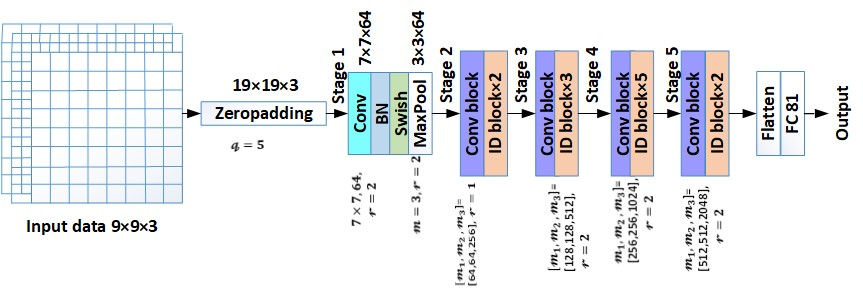 Input data 9×9×3
19×19×3
Zeropadding
q = 5
Stage 1
7×7×64
3×3×64
Conv
BN
Swish
MaxPool
7 × 7, 64,
r = 2
m = 3, r = 2
Stage 2
Conv block
ID block×2
[m₁, m₂, m₃]=
[64,64,256], r = 1
Stage 3
Conv block
ID block×3
[m₁, m₂, m₃]=
[128,128,512],
r = 2
Stage 4
Conv block
ID block×5
m₁, m₂, m₃]=
[256,256,1024],
r = 2
Stage 5
Conv block
ID block×2
m₁, m₂, m₃]=
[512,512,2048],
r = 2
Flatten
FC 81
Output